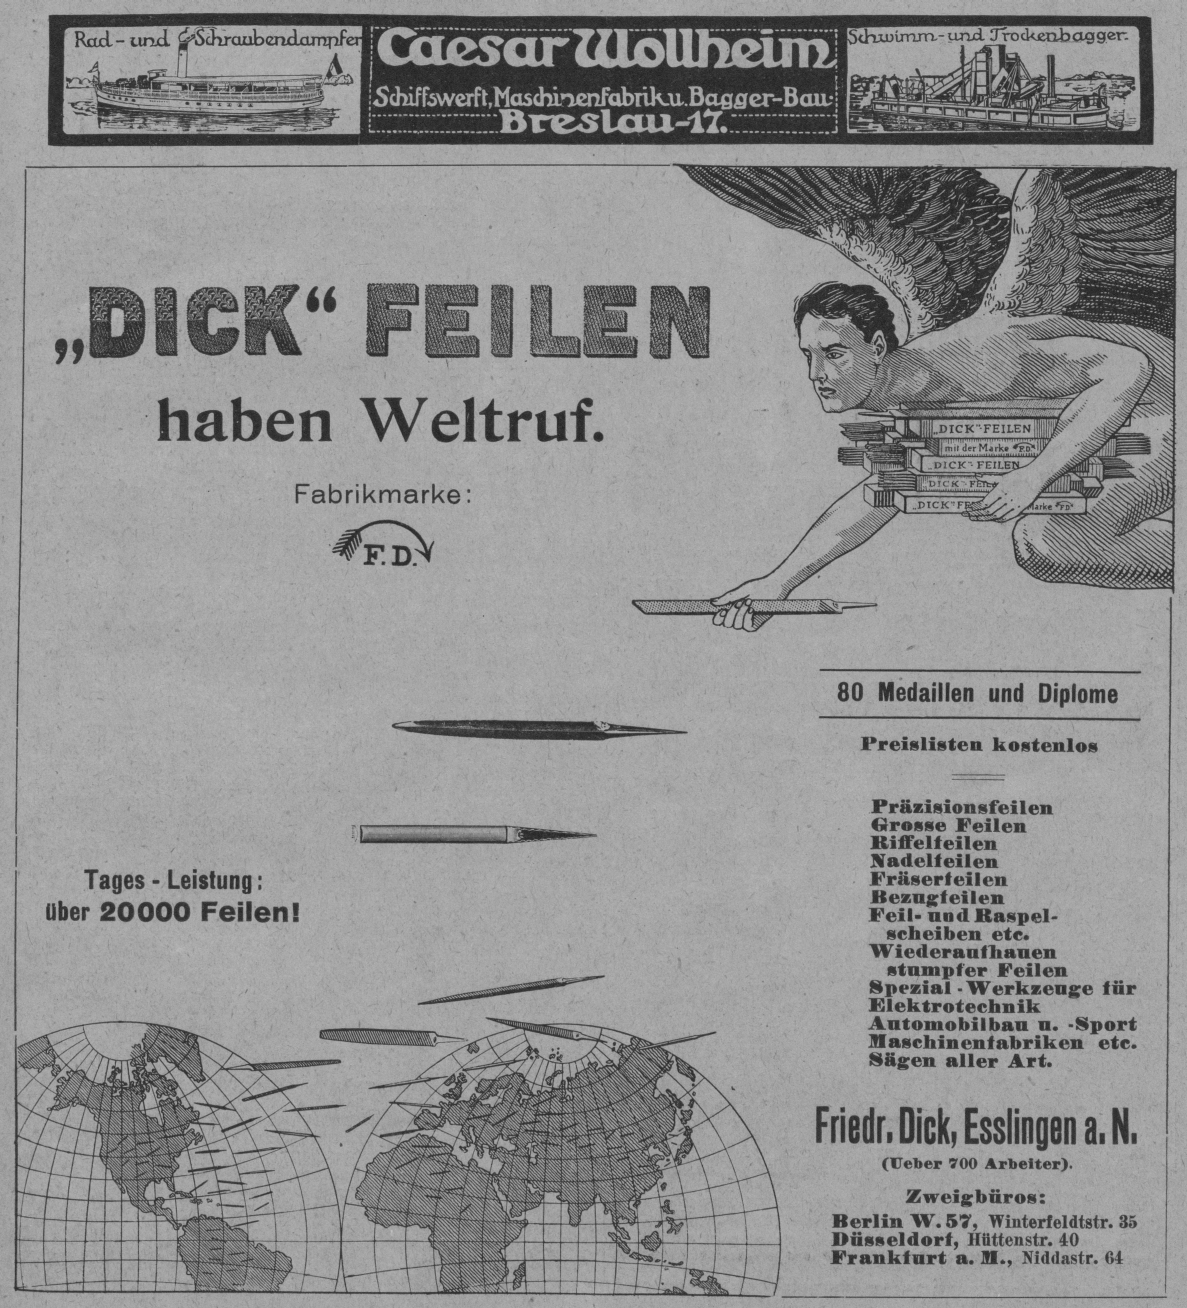 Rad- und Schraubendampfer
Caesar Wollheim
Schiffswerft, Maschinenfabrik u. Bagger-Bau
Breslau-17.
Schwimm- und Trockenbagger.
„DICK“ FEILEN
haben Weltruf.
Fabrikmarke:
F. D.
„DICK“-FEILEN
mit der Marke F.D
„DICK“-FEILEN
DICK FEIL
„DICK“ FE Marke F.D
80 Medaillen und Diplome
Preislisten kostenlos
Präzisionsfeilen
Grosse Feilen
Riffelfeilen
Nadelfeilen
Fräserfeilen
Bezugfeilen
Feil- und Raspel-
scheiben etc.
Wiederaufhauen
stumpfer Feilen
Spezial-Werkzeuge für
Elektrotechnik
Automobilbau u. -Sport
Maschinenfabriken etc.
Sägen aller Art.
Tages-Leistung:
über 20000 Feilen!
Friedr. Dick, Esslingen a. N.
(Ueber 700 Arbeiter).
Zweigbüros:
Berlin W. 57, Winterfeldtstr. 35
Düsseldorf, Hüttenstr. 40
Frankfurt a. M., Niddastr. 64